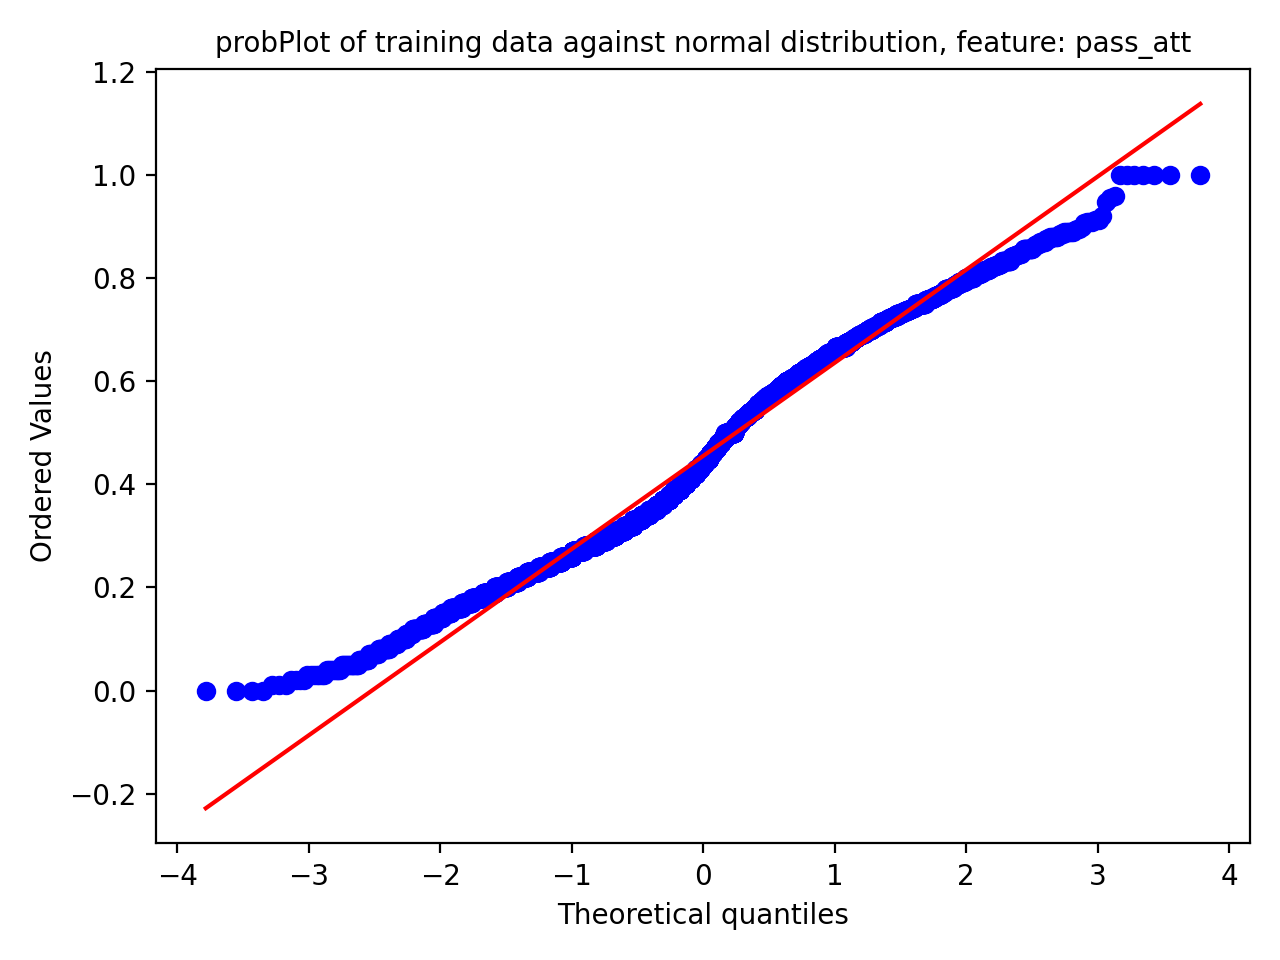 probPlot of training data against normal distribution, feature: pass_att
1.2
1.0
0.8
0.6
0.4
0.2
0.0
−0.2
Ordered Values
−4 −3 −2 −1 0 1 2 3 4
Theoretical quantiles